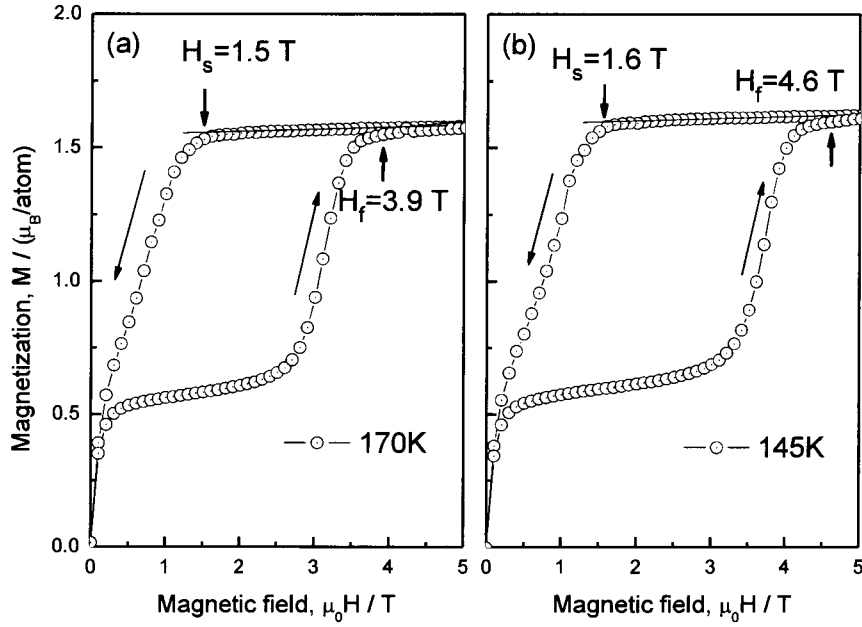 (a)
H_s=1.5 T
H_f=3.9 T
170K
2.0
1.5
1.0
0.5
0.0
Magnetization, M / (μ_B/atom)
0 1 2 3 4 5
Magnetic field, μ_0H / T
(b)
H_s=1.6 T
H_f=4.6 T
145K
0 1 2 3 4 5
Magnetic field, μ_0H / T